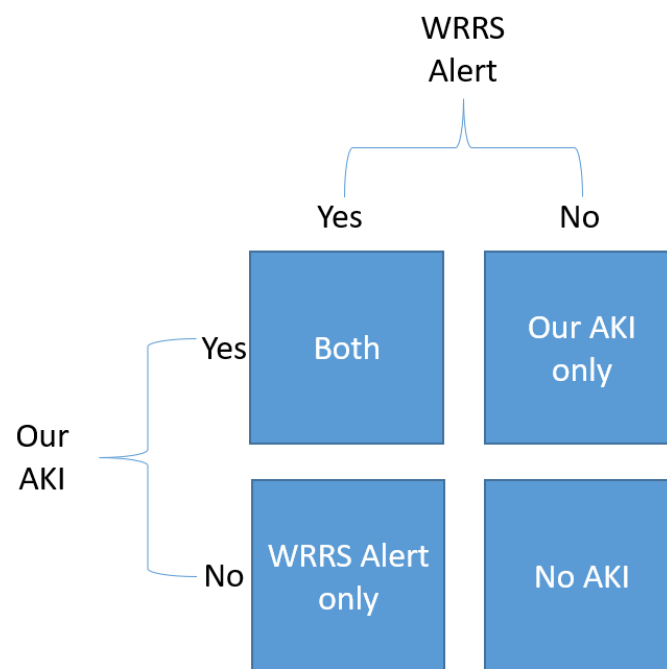 WRRS
Alert
Yes
No
Yes
Both
Our AKI
only
Our
AKI
No
WRRS Alert
only
No AKI